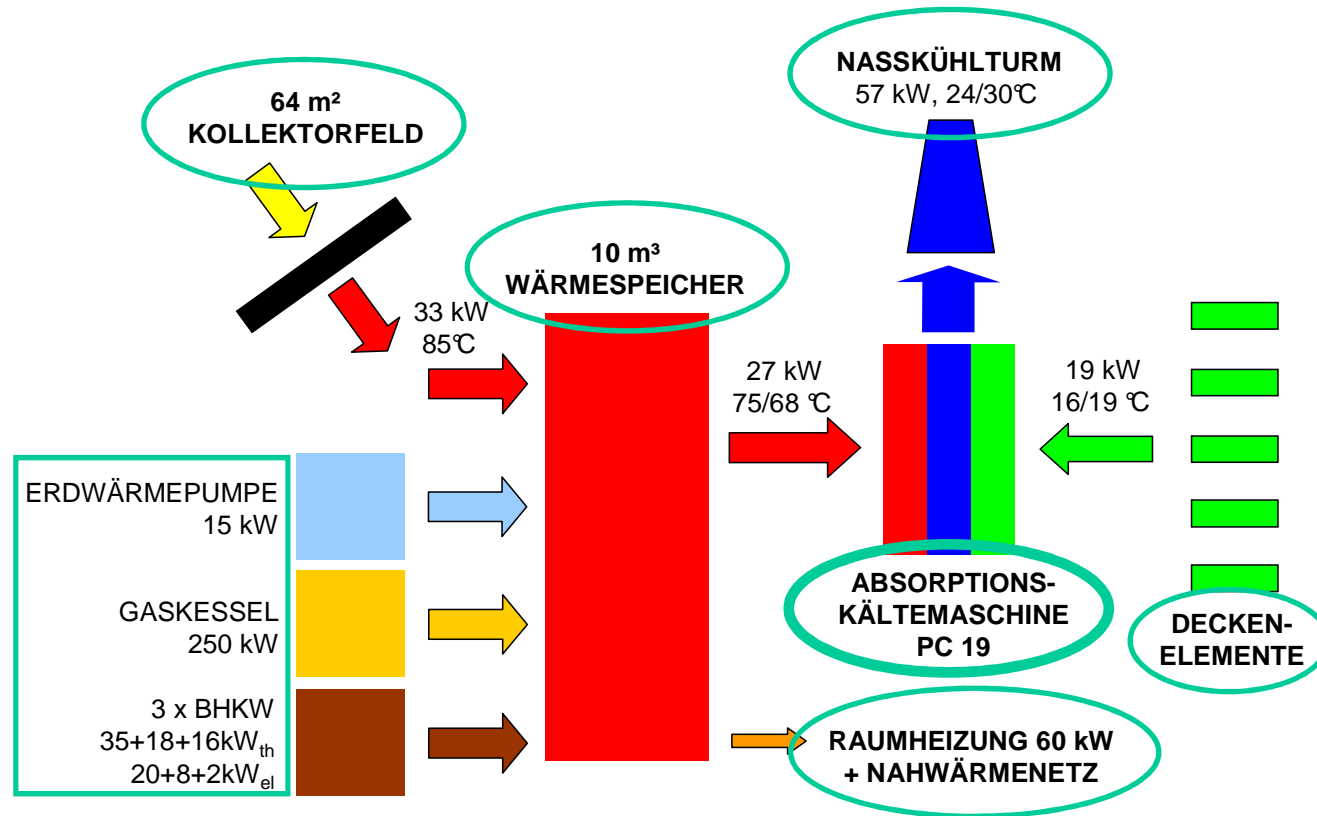 64 m²
KOLLEKTORFELD
NASSKÜHLTURM
57 kW, 24/30°C
10 m³
WÄRMESPEICHER
33 kW
85°C
27 kW
75/68 °C
19 kW
16/19 °C
ERDWÄRMEPUMPE
15 kW
GASKESSEL
250 kW
3 x BHKW
35+18+16kWth
20+8+2kWel
ABSORPTIONS-
KÄLTEMASCHINE
PC 19
DECKEN-
ELEMENTE
RAUMHEIZUNG 60 kW
+ NAHWÄRMENETZ